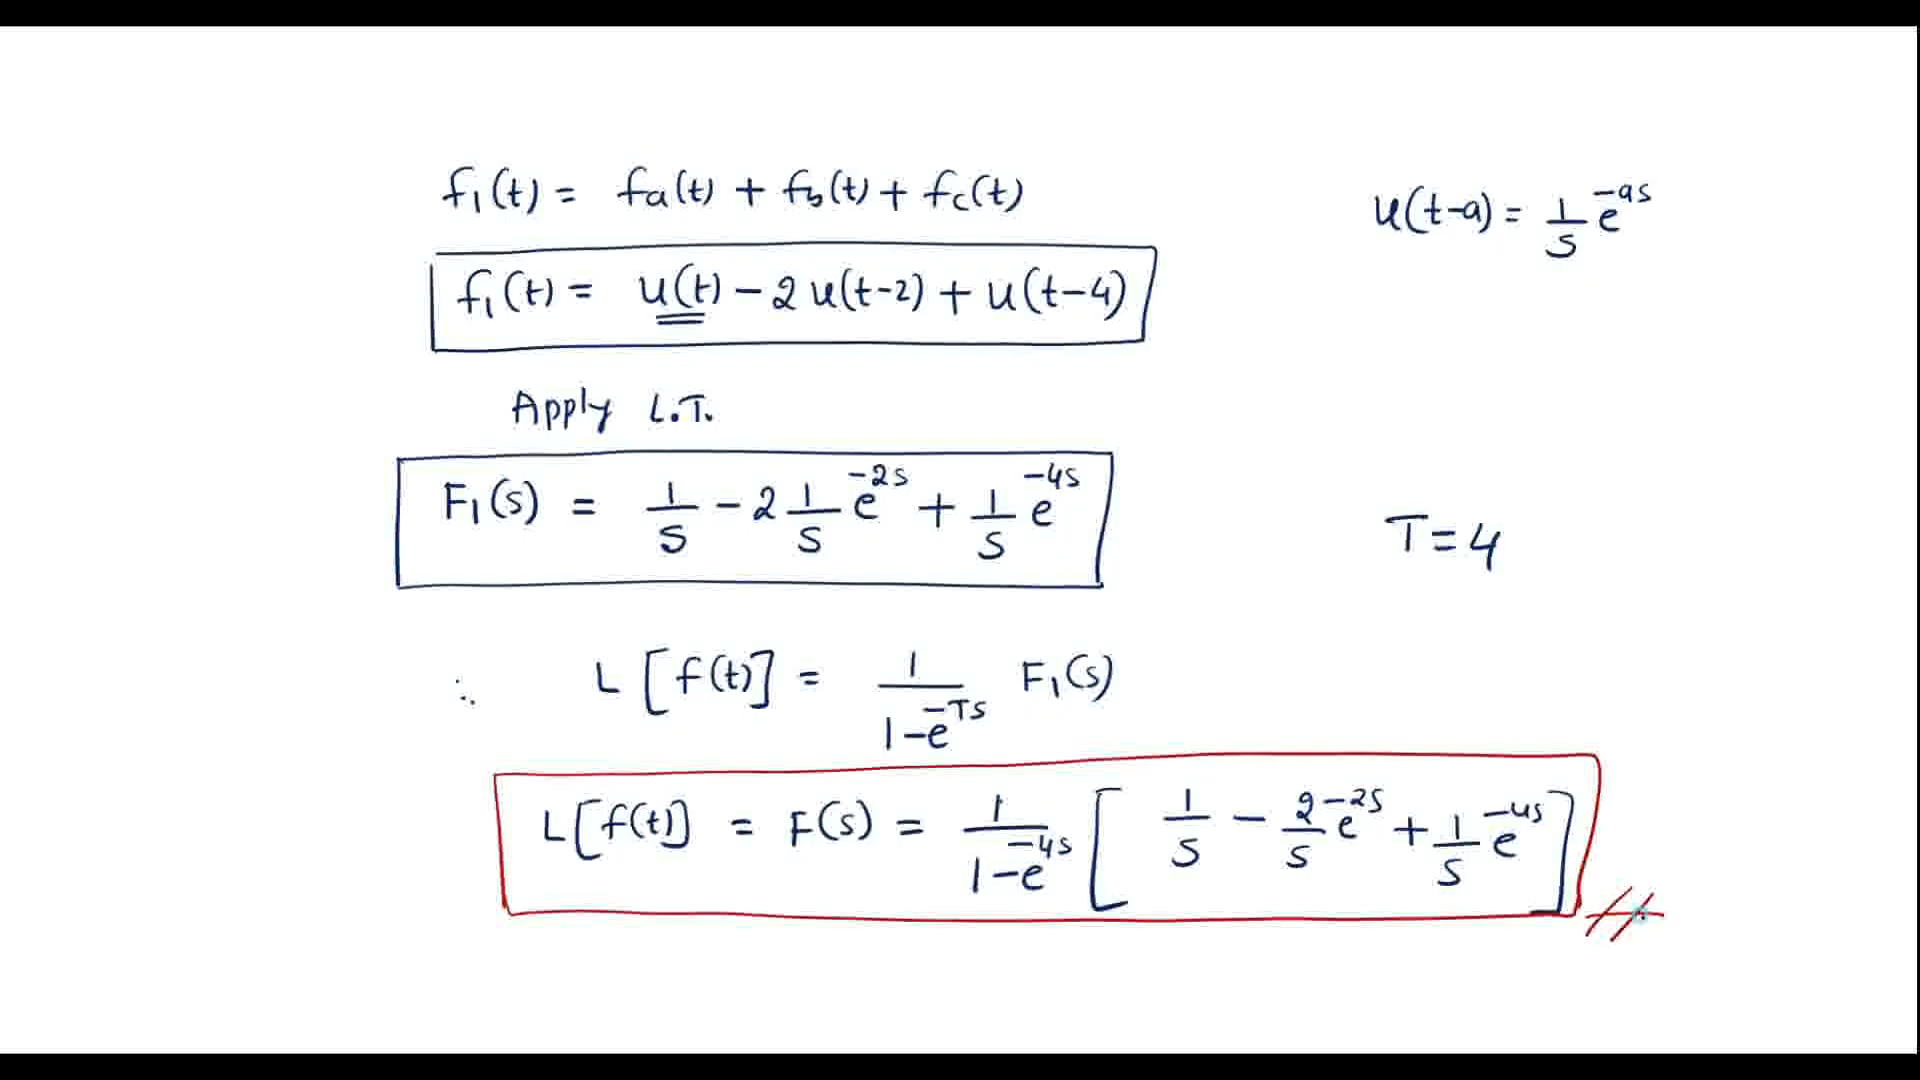 f₁(t) = fa(t) + fb(t) + fc(t)
u(t-a) = 1/s e^-as
f₁(t) = u(t) - 2 u(t-2) + u(t-4)
Apply L.T.
F₁(s) = 1/s - 2 1/s e^-2s + 1/s e^-4s
T = 4
∴ L [f(t)] = 1/(1-e^-Ts) F₁(s)
L[f(t)] = F(s) = 1/(1-e^-4s) [ 1/s - 2/s e^-2s + 1/s e^-4s ]